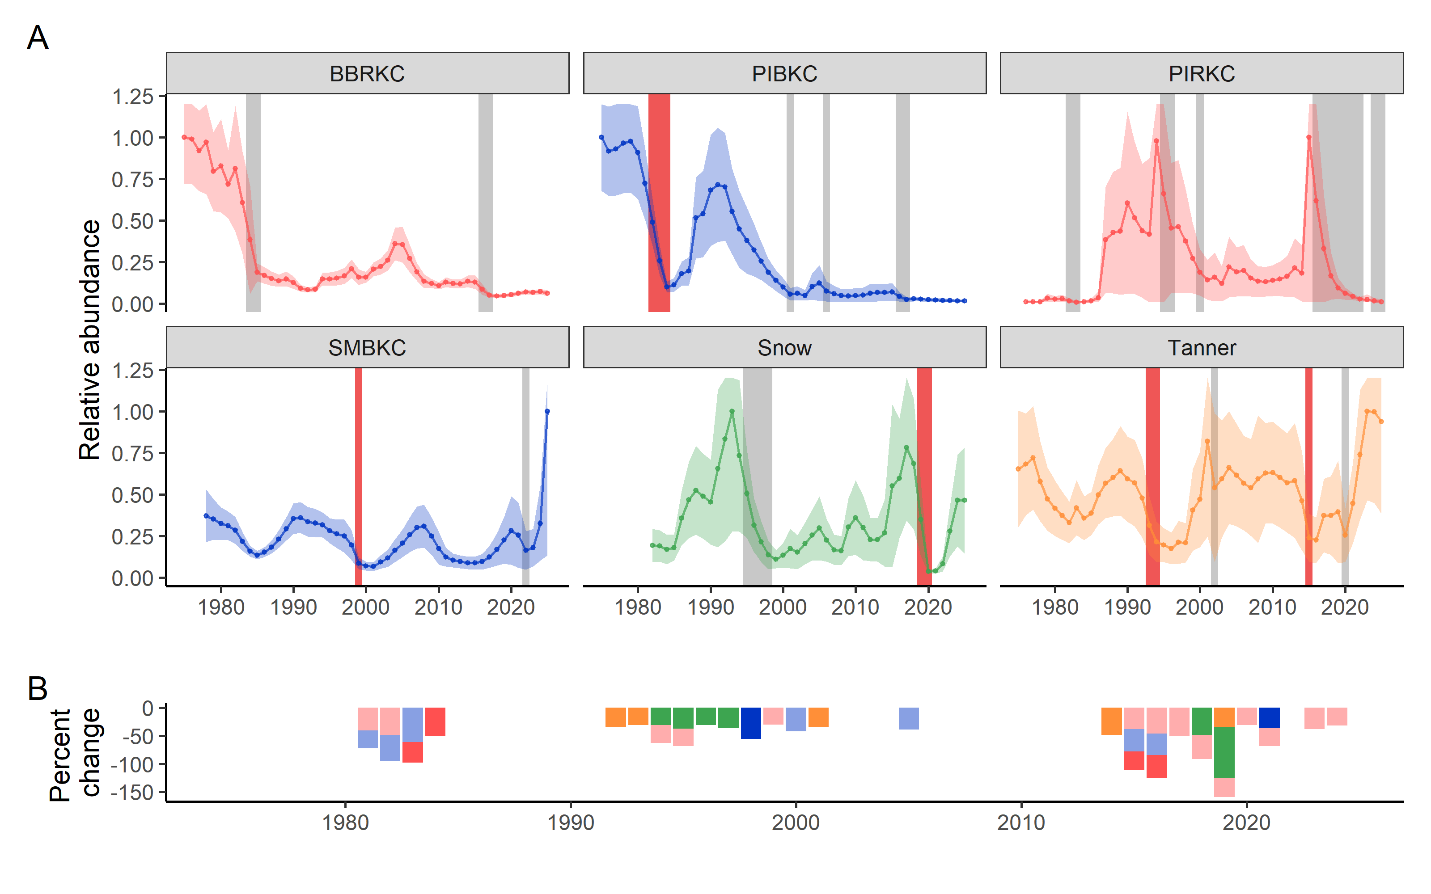 A
BBRKC PIBKC PIRKC
1.25
1.00
0.75
0.50
0.25
0.00
Relative abundance
SMBKC Snow Tanner
1.25
1.00
0.75
0.50
0.25
0.00
1980 1990 2000 2010 2020 1980 1990 2000 2010 2020 1980 1990 2000 2010 2020
B
Percent
change
0
-50
-100
-150
1980 1990 2000 2010 2020